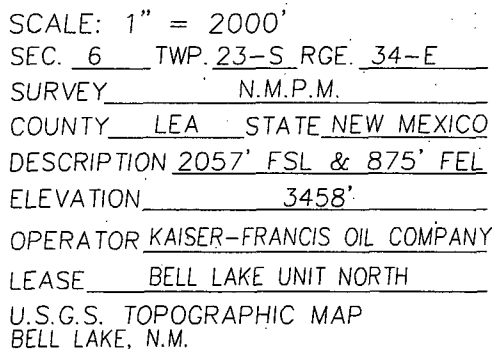 SCALE: 1" = 2000'
SEC. 6 TWP. 23-S RGE. 34-E
SURVEY N.M.P.M.
COUNTY LEA STATE NEW MEXICO
DESCRIPTION 2057' FSL & 875' FEL
ELEVATION 3458'
OPERATOR KAISER-FRANCIS OIL COMPANY
LEASE BELL LAKE UNIT NORTH
U.S.G.S. TOPOGRAPHIC MAP
BELL LAKE, N.M.